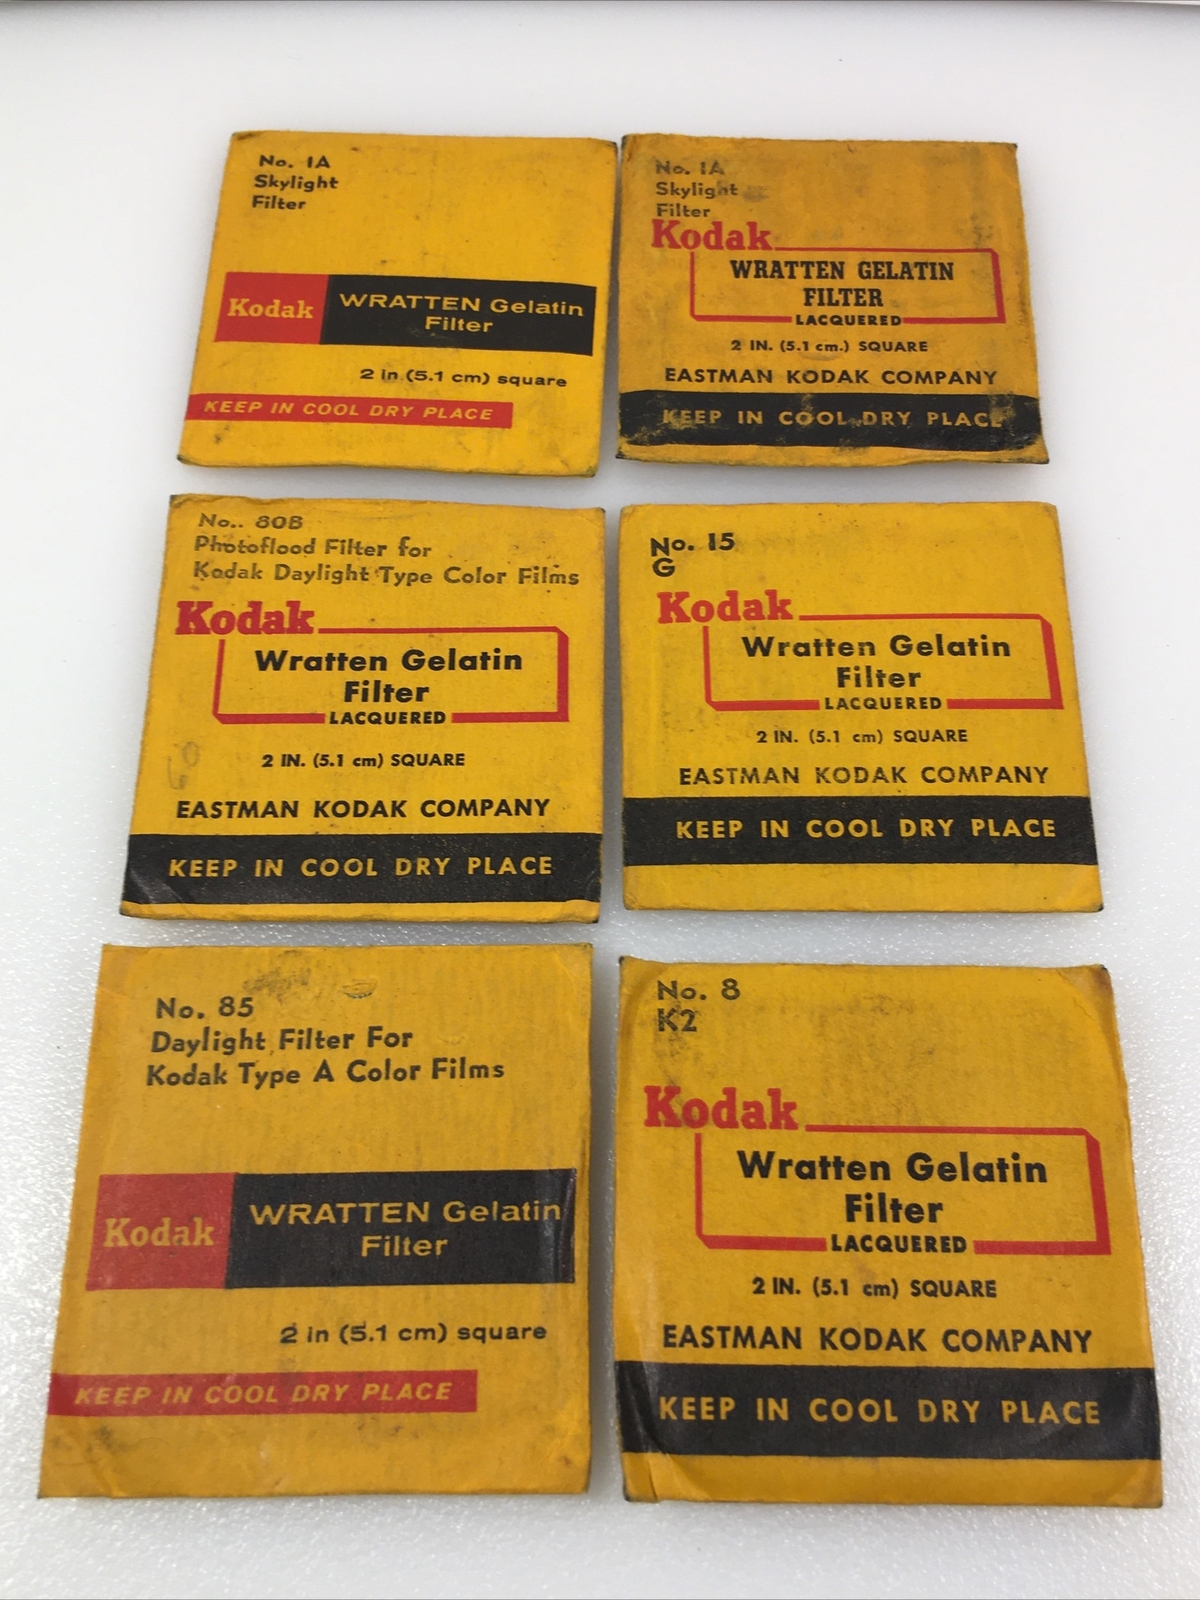 No. 1A
Skylight
Filter
Kodak
WRATTEN Gelatin
Filter
2 in (5.1 cm) square
KEEP IN COOL DRY PLACE
No. 1A
Skylight
Filter
Kodak
WRATTEN GELATIN
FILTER
LACQUERED
2 IN. (5.1 cm.) SQUARE
EASTMAN KODAK COMPANY
KEEP IN COOL DRY PLACE
No.. 80B
Photoflood Filter for
Kodak Daylight Type Color Films
Kodak
Wratten Gelatin
Filter
LACQUERED
2 IN. (5.1 cm) SQUARE
EASTMAN KODAK COMPANY
KEEP IN COOL DRY PLACE
No. 15
G
Kodak
Wratten Gelatin
Filter
LACQUERED
2 IN. (5.1 cm) SQUARE
EASTMAN KODAK COMPANY
KEEP IN COOL DRY PLACE
No. 85
Daylight Filter For
Kodak Type A Color Films
Kodak
WRATTEN Gelatin
Filter
2 in (5.1 cm) square
KEEP IN COOL DRY PLACE
No. 8
K2
Kodak
Wratten Gelatin
Filter
LACQUERED
2 IN. (5.1 cm) SQUARE
EASTMAN KODAK COMPANY
KEEP IN COOL DRY PLACE